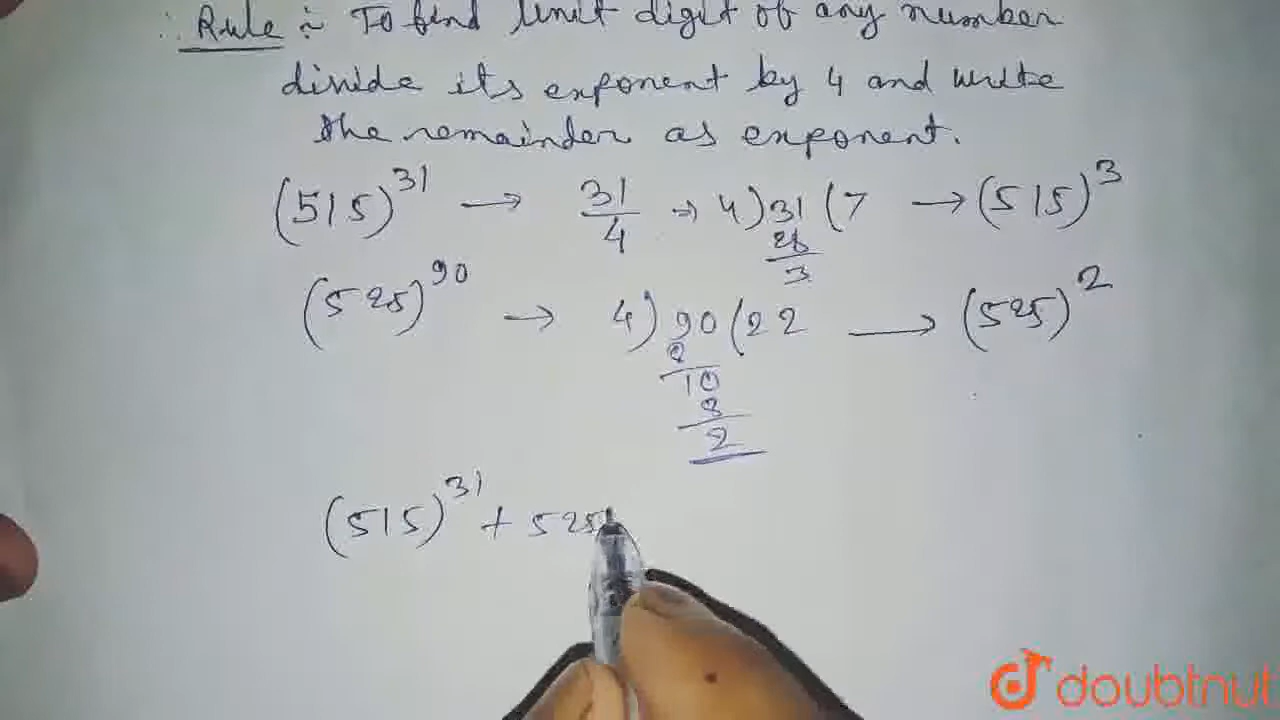 ∴ Rule :- To find unit digit of any number
divide its exponent by 4 and write
the remainder as exponent.
(515)^31 → 31/4 ⇒ 4)31(7 → (515)^3
28
3
(525)^90 → 4)90(22 → (525)^2
8
10
8
2
(515)^31 + 525
doubtnut